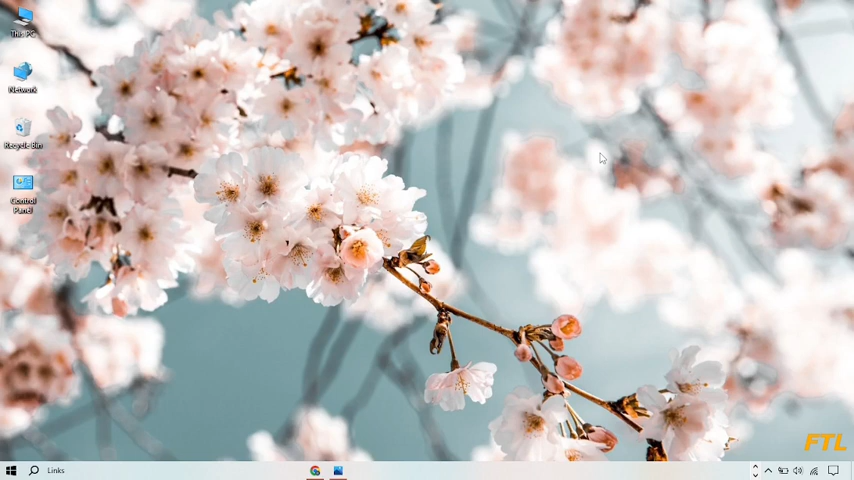 This PC
Network
Recycle Bin
Control
Panel
FTL
Links